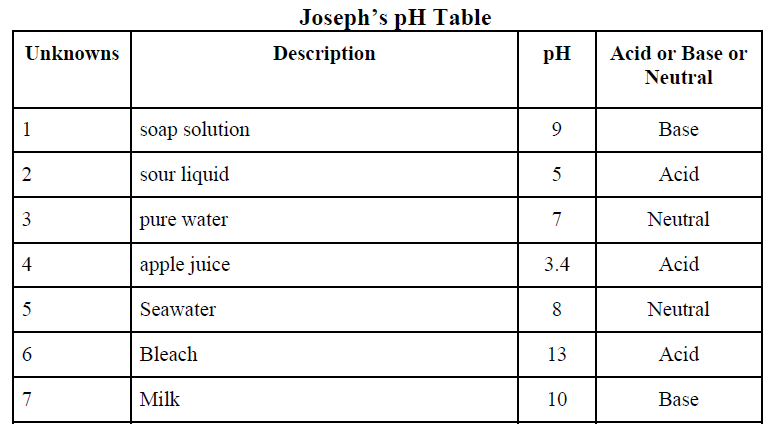 Joseph’s pH Table
Unknowns Description pH Acid or Base or
Neutral
1 soap solution 9 Base
2 sour liquid 5 Acid
3 pure water 7 Neutral
4 apple juice 3.4 Acid
5 Seawater 8 Neutral
6 Bleach 13 Acid
7 Milk 10 Base